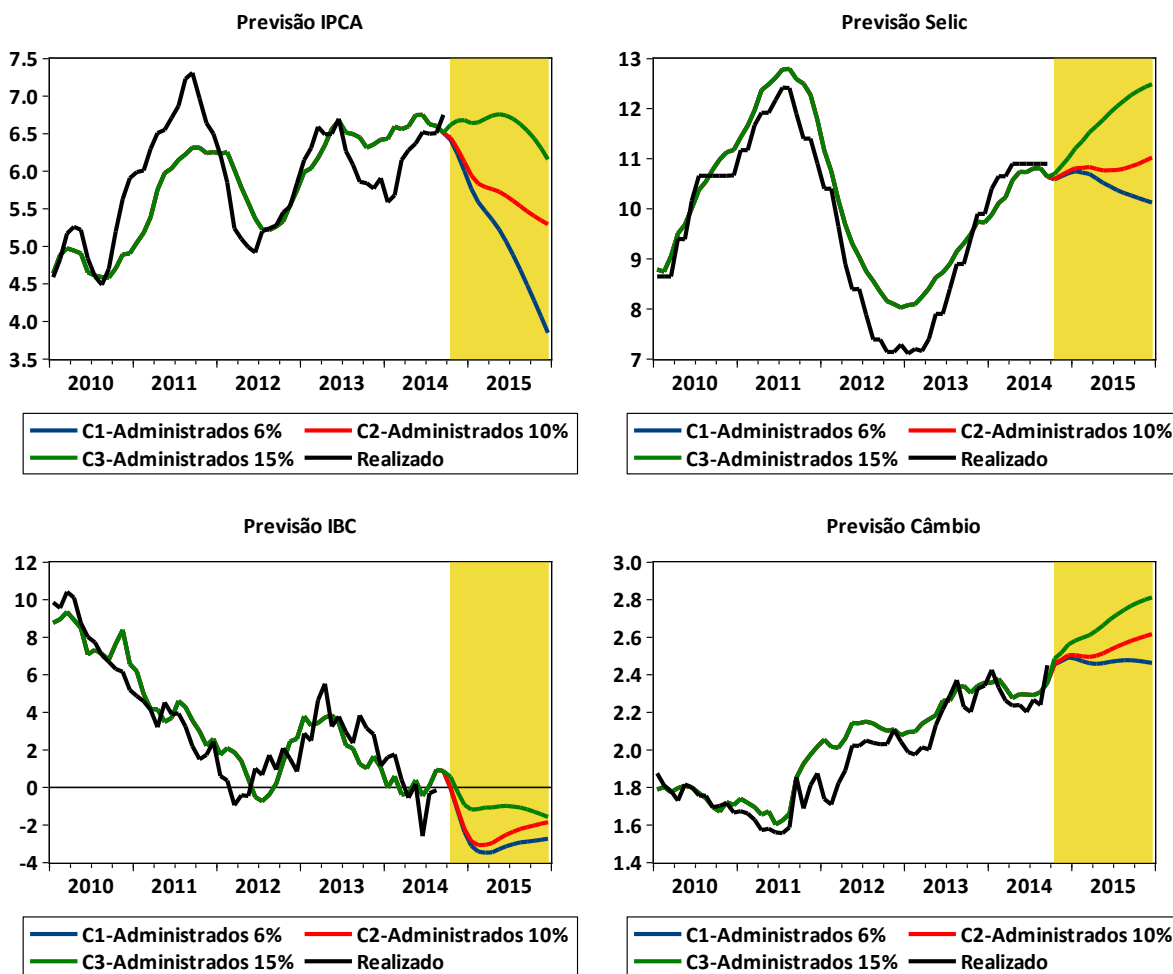 Previsão IPCA
7.5
7.0
6.5
6.0
5.5
5.0
4.5
4.0
3.5
2010 2011 2012 2013 2014 2015
C1-Administrados 6% C2-Administrados 10%
C3-Administrados 15% Realizado
Previsão Selic
13
12
11
10
9
8
7
2010 2011 2012 2013 2014 2015
C1-Administrados 6% C2-Administrados 10%
C3-Administrados 15% Realizado
Previsão IBC
12
10
8
6
4
2
0
-2
-4
2010 2011 2012 2013 2014 2015
C1-Administrados 6% C2-Administrados 10%
C3-Administrados 15% Realizado
Previsão Câmbio
3.0
2.8
2.6
2.4
2.2
2.0
1.8
1.6
1.4
2010 2011 2012 2013 2014 2015
C1-Administrados 6% C2-Administrados 10%
C3-Administrados 15% Realizado